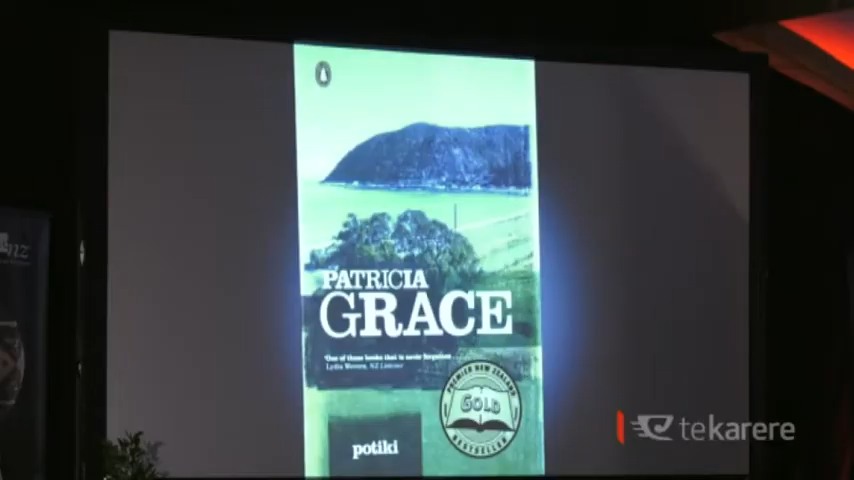 nz
PATRICIA
GRACE
'One of those books that is never forgotten'
Lydia Wevers, NZ LISTENER
PREMIER NEW ZEALAND
GOLD
BESTSELLER
potiki
tekarere